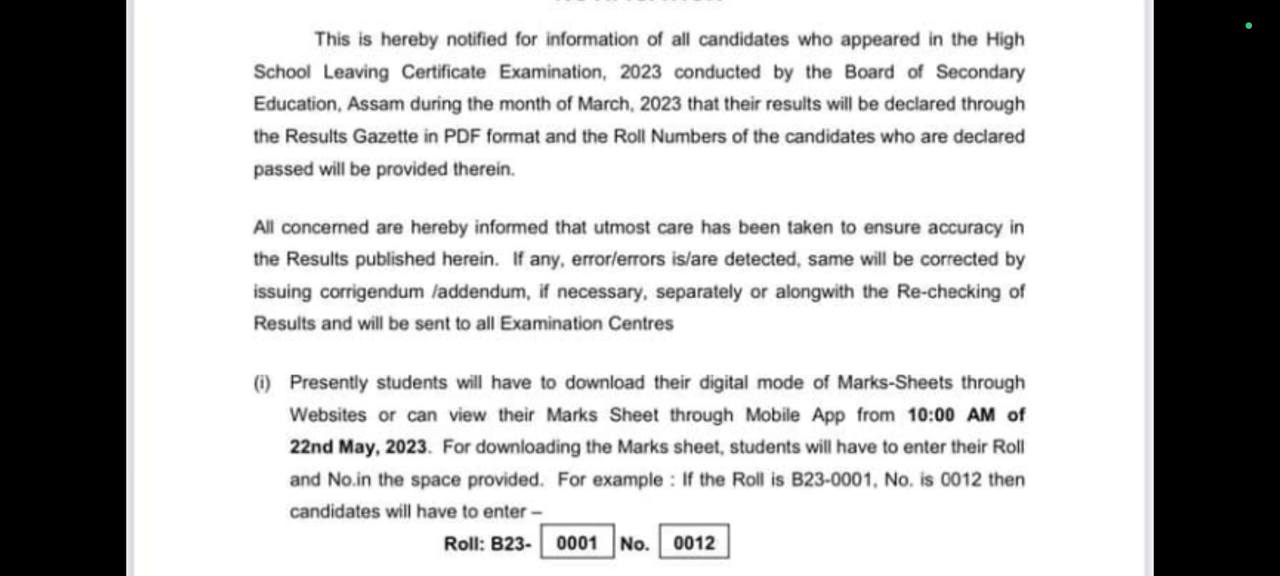 This is hereby notified for information of all candidates who appeared in the High
School Leaving Certificate Examination, 2023 conducted by the Board of Secondary
Education, Assam during the month of March, 2023 that their results will be declared through
the Results Gazette in PDF format and the Roll Numbers of the candidates who are declared
passed will be provided therein.
All concerned are hereby informed that utmost care has been taken to ensure accuracy in
the Results published herein. If any, error/errors is/are detected, same will be corrected by
issuing corrigendum /addendum, if necessary, separately or alongwith the Re-checking of
Results and will be sent to all Examination Centres
(i) Presently students will have to download their digital mode of Marks-Sheets through
Websites or can view their Marks Sheet through Mobile App from 10:00 AM of
22nd May, 2023. For downloading the Marks sheet, students will have to enter their Roll
and No.in the space provided. For example : If the Roll is B23-0001, No. is 0012 then
candidates will have to enter –
Roll: B23- 0001 No. 0012